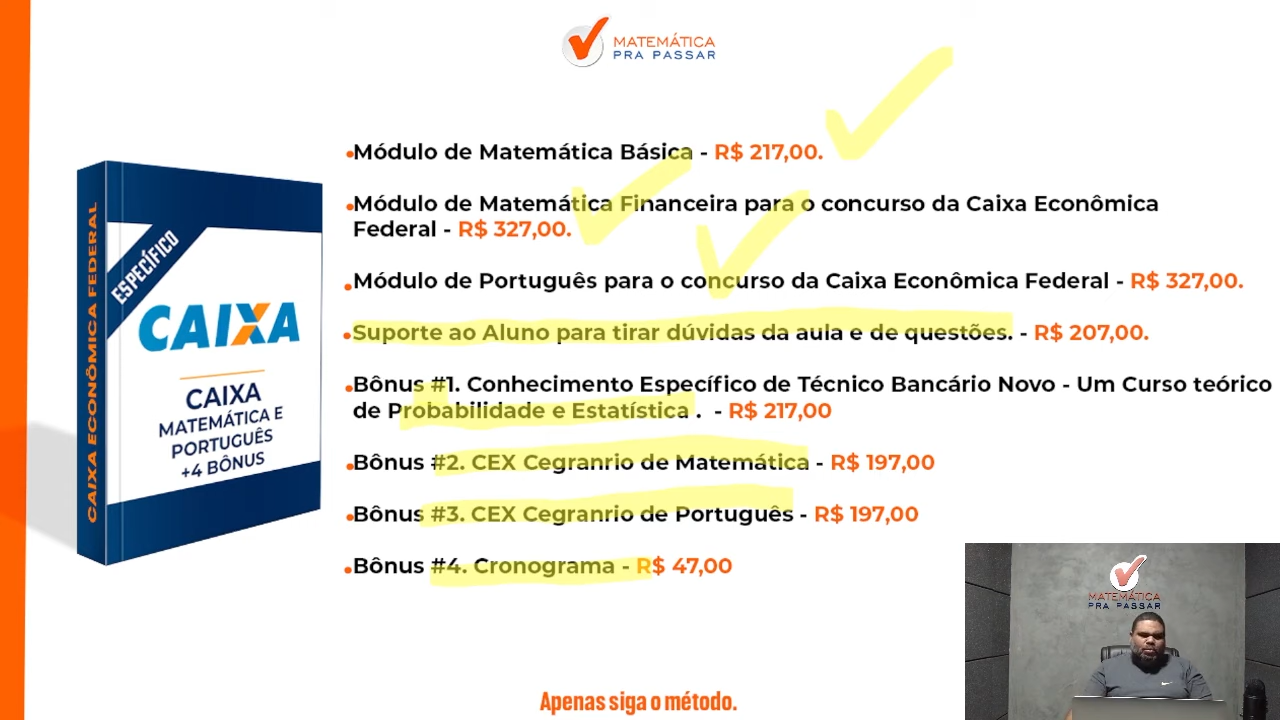 MATEMÁTICA
PRA PASSAR
•Módulo de Matemática Básica - R$ 217,00.
•Módulo de Matemática Financeira para o concurso da Caixa Econômica
Federal - R$ 327,00.
•Módulo de Português para o concurso da Caixa Econômica Federal - R$ 327,00.
•Suporte ao Aluno para tirar dúvidas da aula e de questões. - R$ 207,00.
•Bônus #1. Conhecimento Específico de Técnico Bancário Novo - Um Curso teórico
de Probabilidade e Estatística . - R$ 217,00
•Bônus #2. CEX Cegranrio de Matemática - R$ 197,00
•Bônus #3. CEX Cegranrio de Português - R$ 197,00
•Bônus #4. Cronograma - R$ 47,00
CAIXA ECONÔMICA FEDERAL
ESPECÍFICO
CAIXA
CAIXA
MATEMÁTICA E
PORTUGUÊS
+4 BÔNUS
MATEMÁTICA
PRA PASSAR
Apenas siga o método.